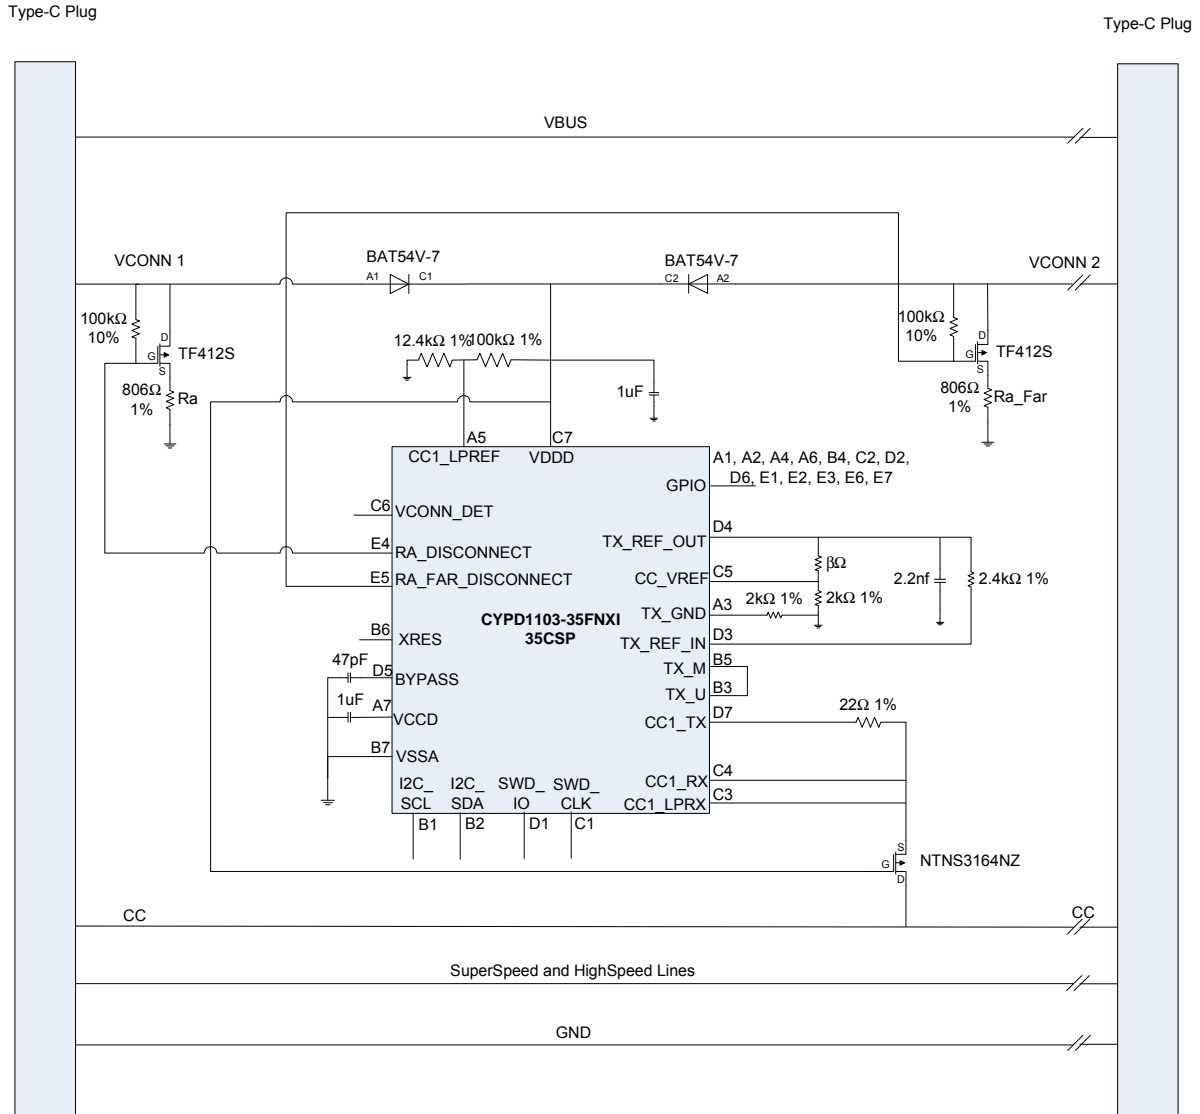 Type-C Plug
Type-C Plug
VBUS
VCONN 1
BAT54V-7
A1
C1
BAT54V-7
C2
A2
VCONN 2
100kΩ
10%
D
G
S
TF412S
806Ω
1%
Ra
12.4kΩ 1%
100kΩ 1%
1uF
100kΩ
10%
D
G
S
TF412S
806Ω
1%
Ra_Far
A5
C7
CC1_LPREF
VDDD
A1, A2, A4, A6, B4, C2, D2,
D6, E1, E2, E3, E6, E7
GPIO
C6
VCONN_DET
E4
RA_DISCONNECT
E5
RA_FAR_DISCONNECT
B6
XRES
47pF
D5
BYPASS
1uF
A7
VCCD
B7
VSSA
CYPD1103-35FNXI
35CSP
TX_REF_OUT
D4
CC_VREF
C5
TX_GND
A3
TX_REF_IN
D3
TX_M
B5
TX_U
B3
CC1_TX
D7
CC1_RX
C4
CC1_LPRX
C3
βΩ
2kΩ 1%
2kΩ 1%
2.2nf
2.4kΩ 1%
22Ω 1%
I2C_
SCL
I2C_
SDA
SWD_
IO
SWD_
CLK
B1
B2
D1
C1
S
G
D
NTNS3164NZ
CC
CC
SuperSpeed and HighSpeed Lines
GND